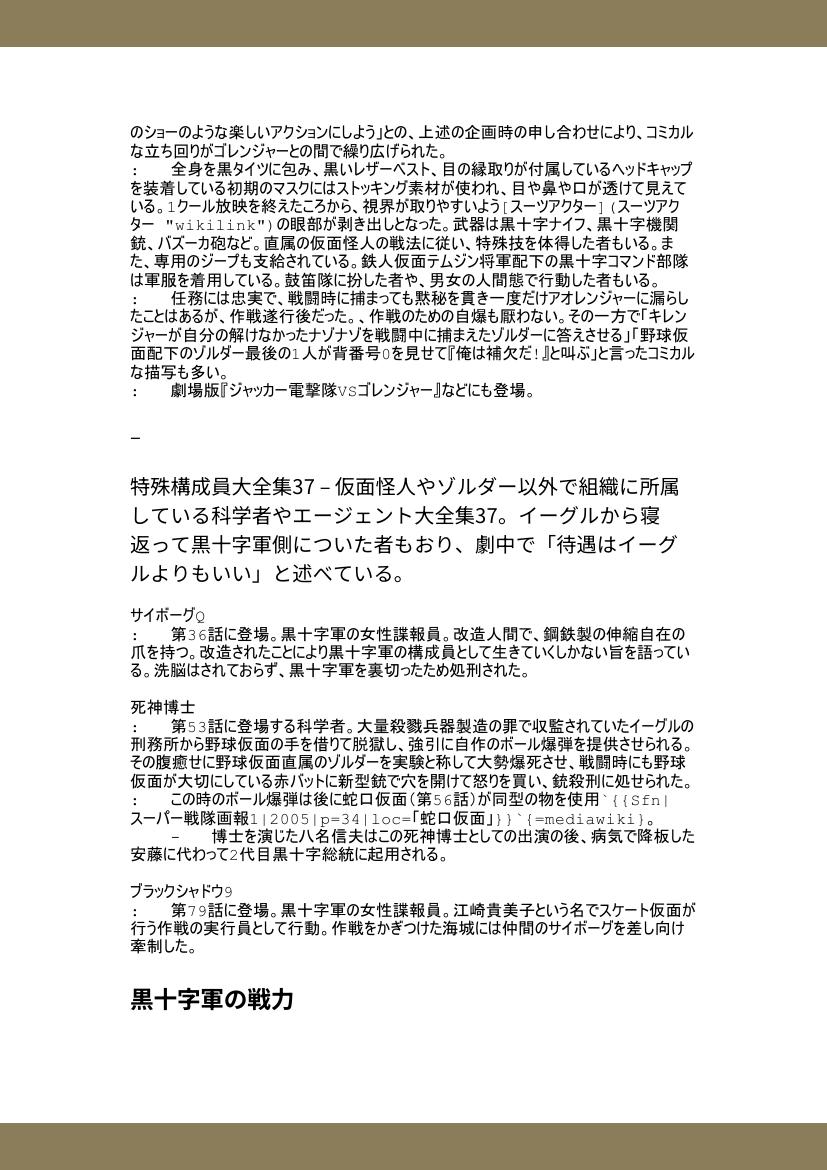 のショーのような楽しいアクションにしよう」との、上述の企画時の申し合わせにより、コミカル
な立ち回りがゴレンジャーとの間で繰り広げられた。
:　全身を黒タイツに包み、黒いレザーベスト、目の縁取りが付属しているヘッドキャップ
を装着している初期のマスクにはストッキング素材が使われ、目や鼻や口が透けて見えて
いる。1クール放映を終えたころから、視界が取りやすいよう[スーツアクター](スーツアク
ター "wikilink")の眼部が剥き出しとなった。武器は黒十字ナイフ、黒十字機関
銃、バズーカ砲など。直属の仮面怪人の戦法に従い、特殊技を体得した者もいる。ま
た、専用のジープも支給されている。鉄人仮面テムジン将軍配下の黒十字コマンド部隊
は軍服を着用している。鼓笛隊に扮した者や、男女の人間態で行動した者もいる。
:　任務には忠実で、戦闘時に捕まっても黙秘を貫き一度だけアオレンジャーに漏らし
たことはあるが、作戦遂行後だった。、作戦のための自爆も厭わない。その一方で「キレン
ジャーが自分の解けなかったナゾナゾを戦闘中に捕まえたゾルダーに答えさせる」「野球仮
面配下のゾルダー最後の1人が背番号0を見せて『俺は補欠だ!』と叫ぶ」と言ったコミカル
な描写も多い。
:　劇場版『ジャッカー電撃隊VSゴレンジャー』などにも登場。
–
特殊構成員大全集37 – 仮面怪人やゾルダー以外で組織に所属
している科学者やエージェント大全集37。イーグルから寝
返って黒十字軍側についた者もおり、劇中で「待遇はイーグ
ルよりもいい」と述べている。
サイボーグQ
:　第36話に登場。黒十字軍の女性諜報員。改造人間で、鋼鉄製の伸縮自在の
爪を持つ。改造されたことにより黒十字軍の構成員として生きていくしかない旨を語ってい
る。洗脳はされておらず、黒十字軍を裏切ったため処刑された。
死神博士
:　第53話に登場する科学者。大量殺戮兵器製造の罪で収監されていたイーグルの
刑務所から野球仮面の手を借りて脱獄し、強引に自作のボール爆弾を提供させられる。
その腹癒せに野球仮面直属のゾルダーを実験と称して大勢爆死させ、戦闘時にも野球
仮面が大切にしている赤バットに新型銃で穴を開けて怒りを買い、銃殺刑に処せられた。
:　この時のボール爆弾は後に蛇口仮面（第56話）が同型の物を使用`{{Sfn|
スーパー戦隊画報1|2005|p=34|loc=「蛇口仮面」}}`{=mediawiki}。
-　博士を演じた八名信夫はこの死神博士としての出演の後、病気で降板した
安藤に代わって2代目黒十字総統に起用される。
ブラックシャドウ9
:　第79話に登場。黒十字軍の女性諜報員。江崎貴美子という名でスケート仮面が
行う作戦の実行員として行動。作戦をかぎつけた海城には仲間のサイボーグを差し向け
牽制した。
黒十字軍の戦力